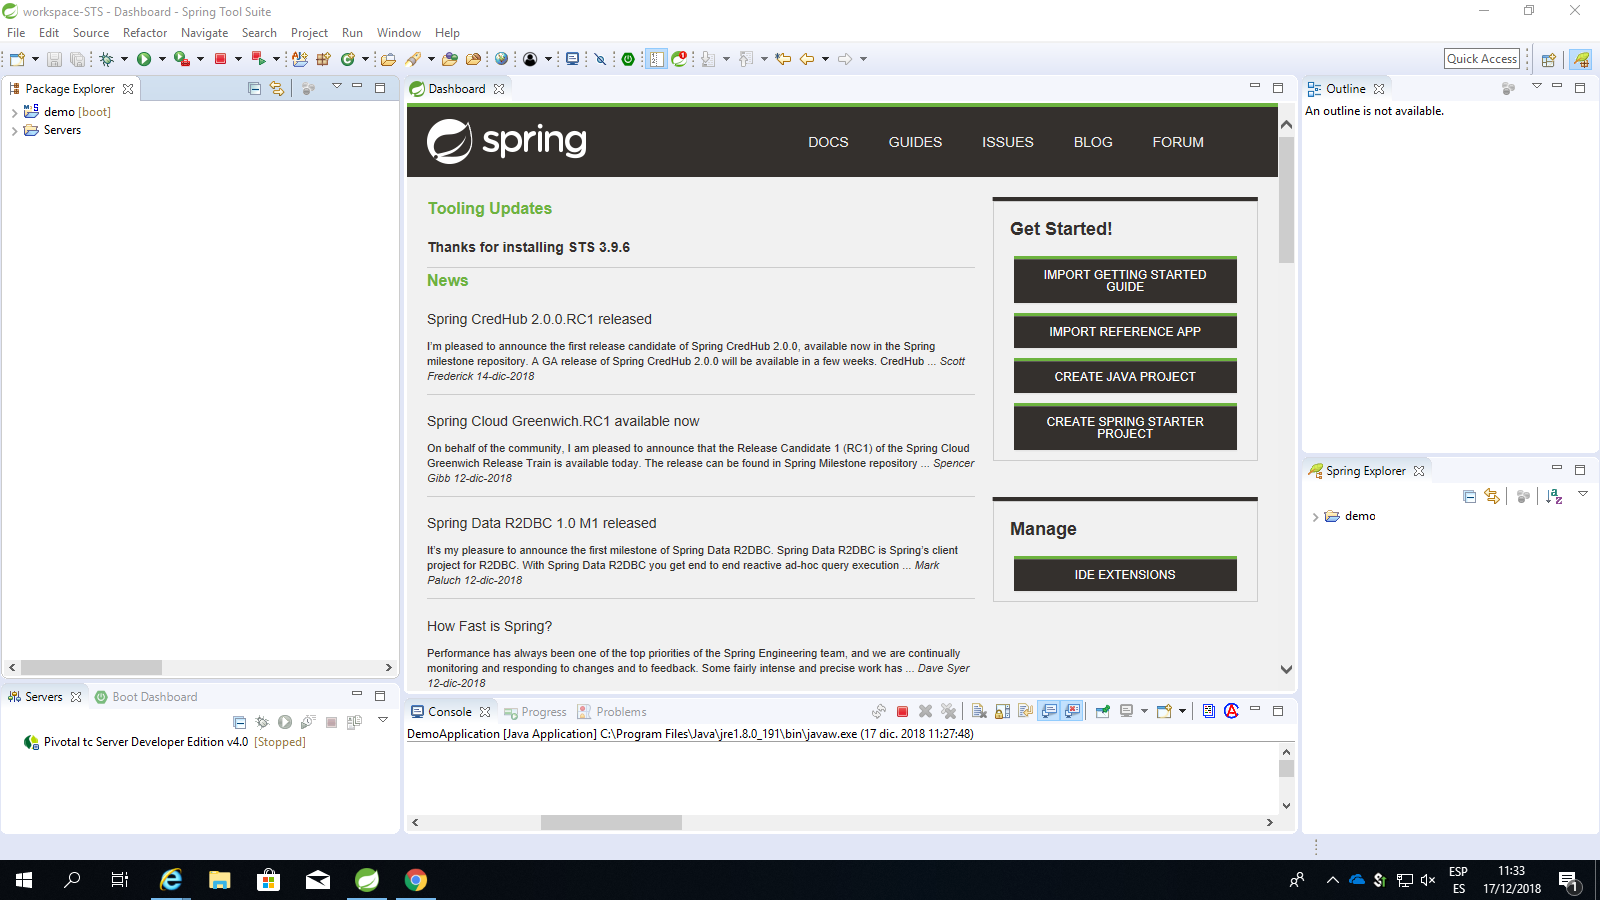 workspace-STS - Dashboard - Spring Tool Suite
File Edit Source Refactor Navigate Search Project Run Window Help
Quick Access
Package Explorer
demo [boot]
Servers
Dashboard
spring
DOCS GUIDES ISSUES BLOG FORUM
Tooling Updates
Thanks for installing STS 3.9.6
News
Spring CredHub 2.0.0.RC1 released
I'm pleased to announce the first release candidate of Spring CredHub 2.0.0, available now in the Spring
milestone repository. A GA release of Spring CredHub 2.0.0 will be available in a few weeks. CredHub ... Scott
Frederick 14-dic-2018
Spring Cloud Greenwich.RC1 available now
On behalf of the community, I am pleased to announce that the Release Candidate 1 (RC1) of the Spring Cloud
Greenwich Release Train is available today. The release can be found in Spring Milestone repository ... Spencer
Gibb 12-dic-2018
Spring Data R2DBC 1.0 M1 released
It's my pleasure to announce the first milestone of Spring Data R2DBC. Spring Data R2DBC is Spring's client
project for R2DBC. With Spring Data R2DBC you get end to end reactive ad-hoc query execution ... Mark
Paluch 12-dic-2018
How Fast is Spring?
Performance has always been one of the top priorities of the Spring Engineering team, and we are continually
monitoring and responding to changes and to feedback. Some fairly intense and precise work has ... Dave Syer
12-dic-2018
Get Started!
IMPORT GETTING STARTED
GUIDE
IMPORT REFERENCE APP
CREATE JAVA PROJECT
CREATE SPRING STARTER
PROJECT
Manage
IDE EXTENSIONS
Outline
An outline is not available.
Spring Explorer
demo
Servers Boot Dashboard
Pivotal tc Server Developer Edition v4.0 [Stopped]
Console Progress Problems
DemoApplication [Java Application] C:\Program Files\Java\jre1.8.0_191\bin\javaw.exe (17 dic. 2018 11:27:48)
ESP
ES
11:33
17/12/2018
1